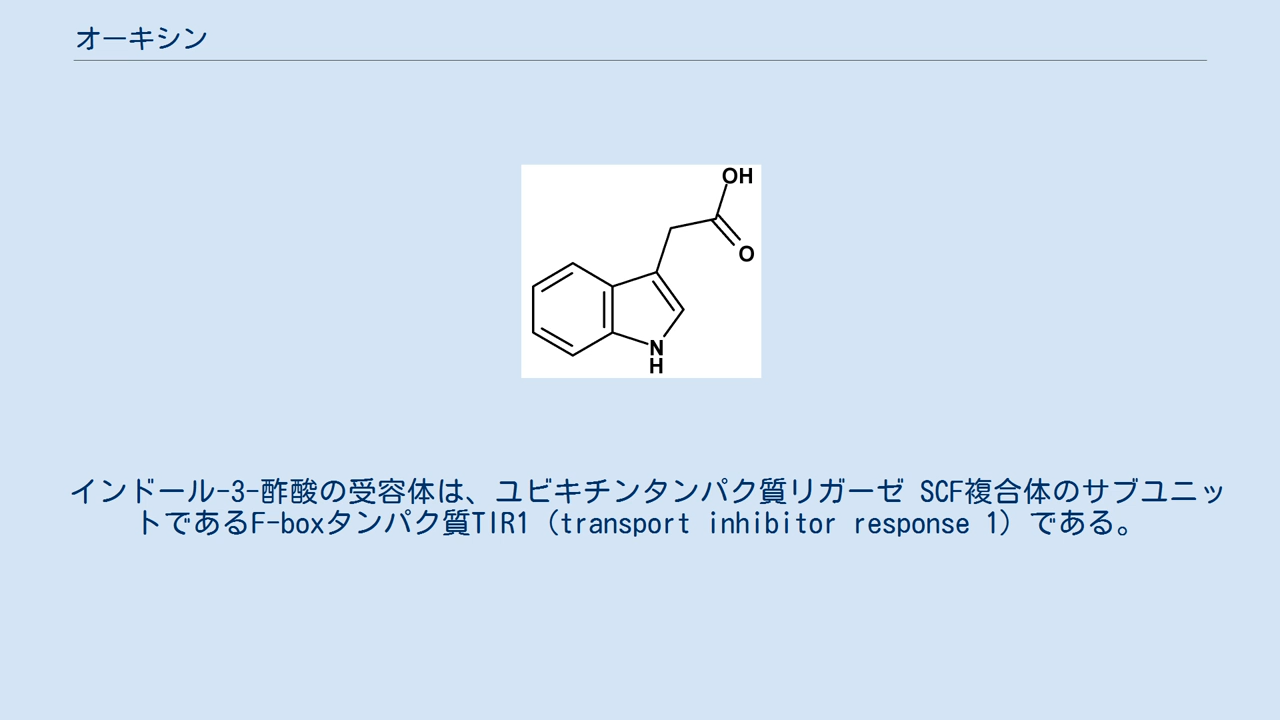 オーキシン
OH
O
N
H
インドール-3-酢酸の受容体は、ユビキチンタンパク質リガーゼ SCF複合体のサブユニッ
トであるF-boxタンパク質TIR1（transport inhibitor response 1）である。